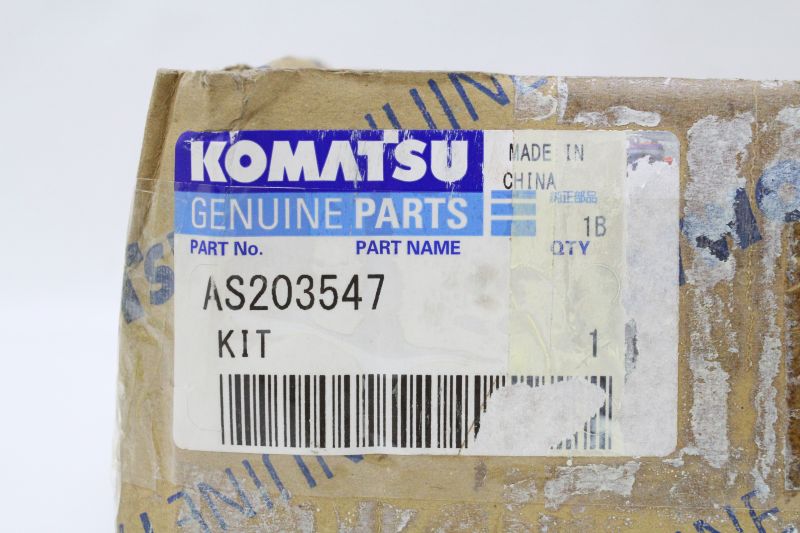 KOMATSU
MADE IN
CHINA
GENUINE PARTS
純正部品
1B
PART No.
PART NAME
QTY
AS203547
KIT
1